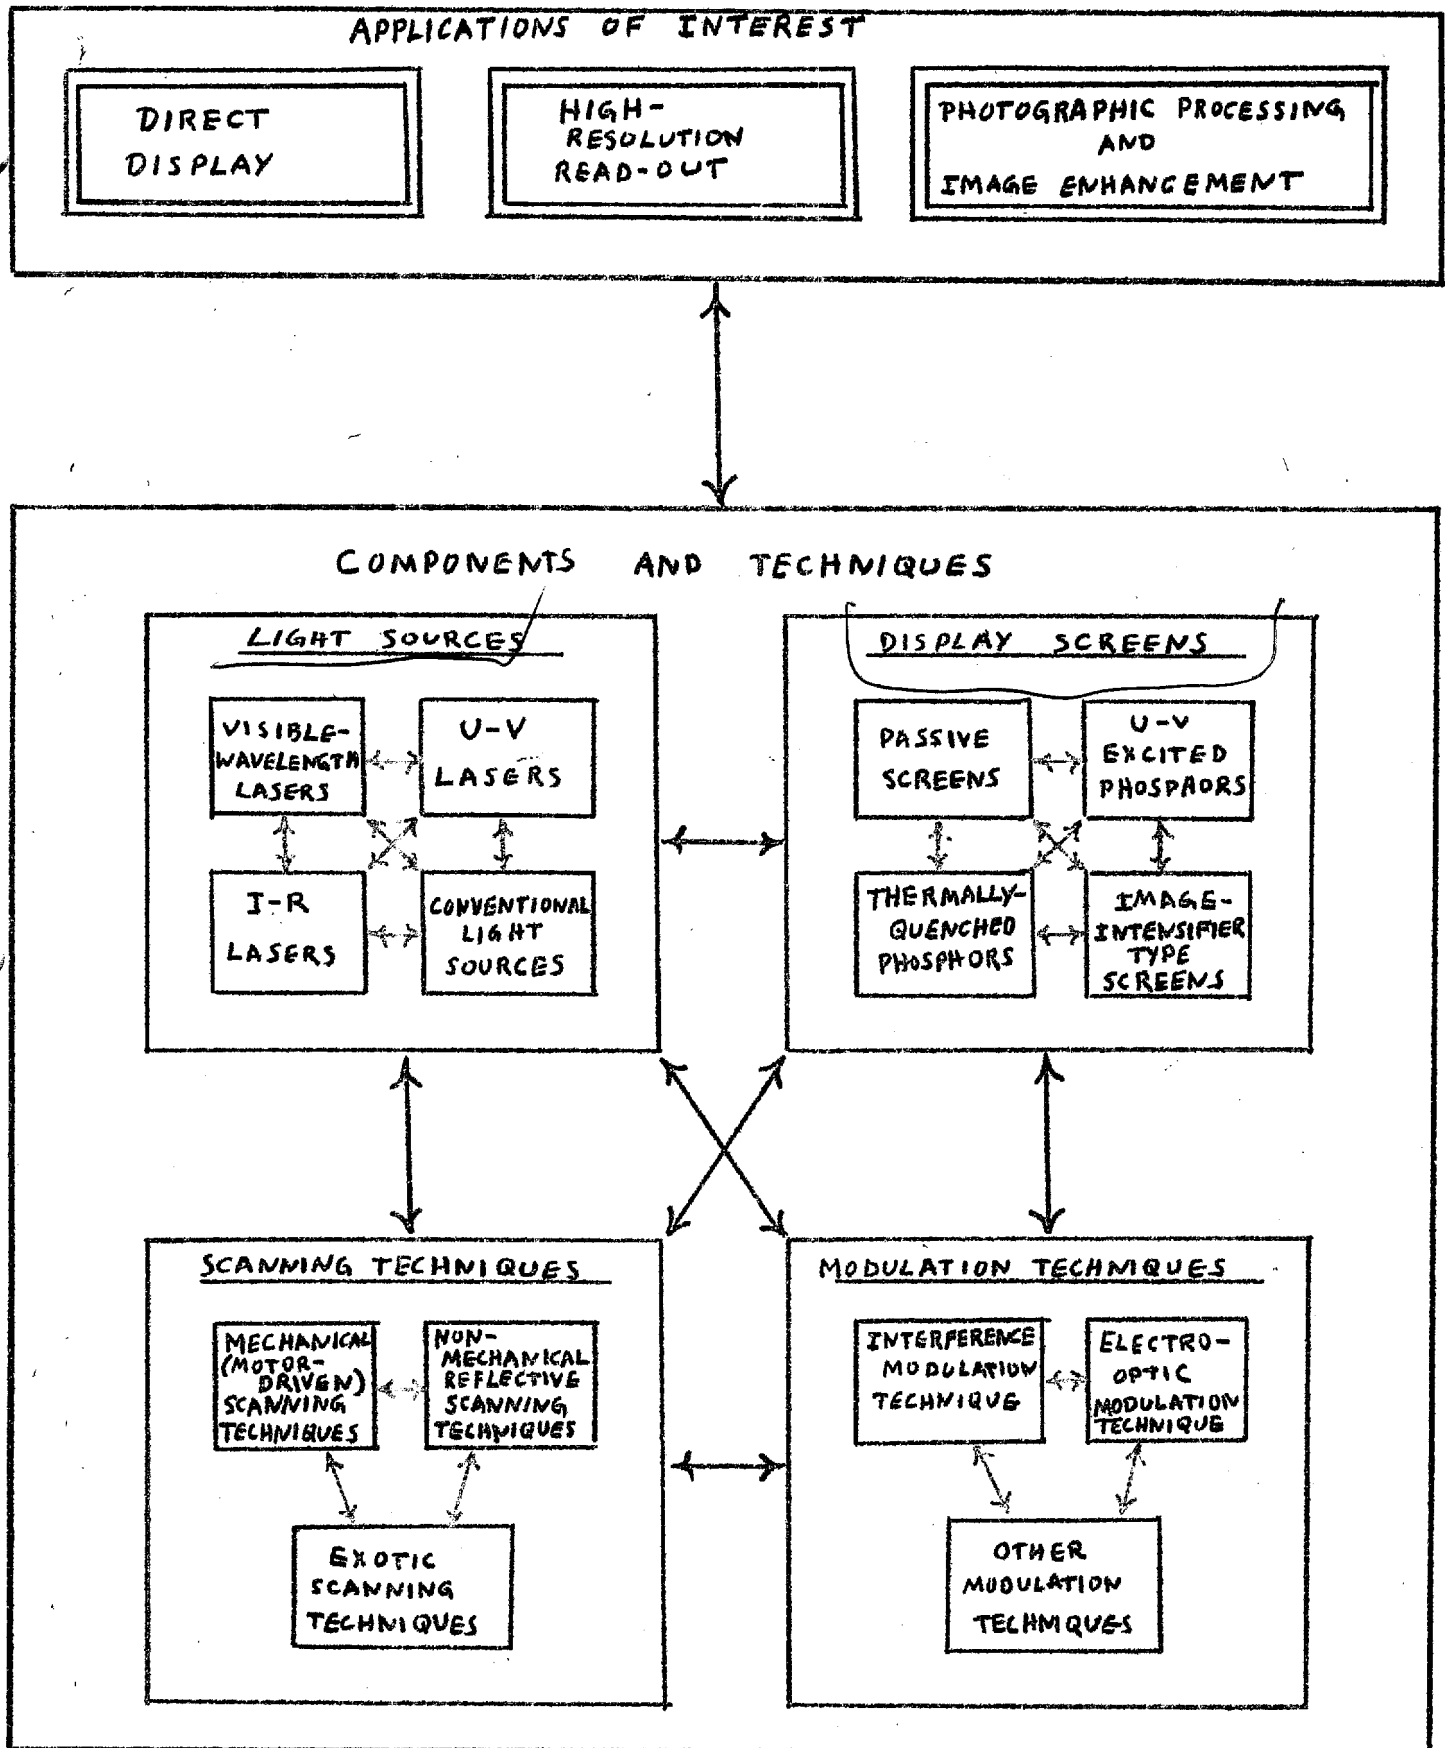 APPLICATIONS OF INTEREST
DIRECT
DISPLAY
HIGH-
RESOLUTION
READ-OUT
PHOTOGRAPHIC PROCESSING
AND
IMAGE ENHANCEMENT
COMPONENTS AND TECHNIQUES
LIGHT SOURCES
VISIBLE-
WAVELENGTH
LASERS
U-V
LASERS
I-R
LASERS
CONVENTIONAL
LIGHT
SOURCES
DISPLAY SCREENS
PASSIVE
SCREENS
U-V
EXCITED
PHOSPHORS
THERMALLY-
QUENCHED
PHOSPHORS
IMAGE-
INTENSIFIER
TYPE
SCREENS
SCANNING TECHNIQUES
MECHANICAL
(MOTOR-
DRIVEN)
SCANNING
TECHNIQUES
NON-
MECHANICAL
REFLECTIVE
SCANNING
TECHNIQUES
EXOTIC
SCANNING
TECHNIQUES
MODULATION TECHNIQUES
INTERFERENCE
MODULATION
TECHNIQUE
ELECTRO-
OPTIC
MODULATION
TECHNIQUE
OTHER
MODULATION
TECHNIQUES